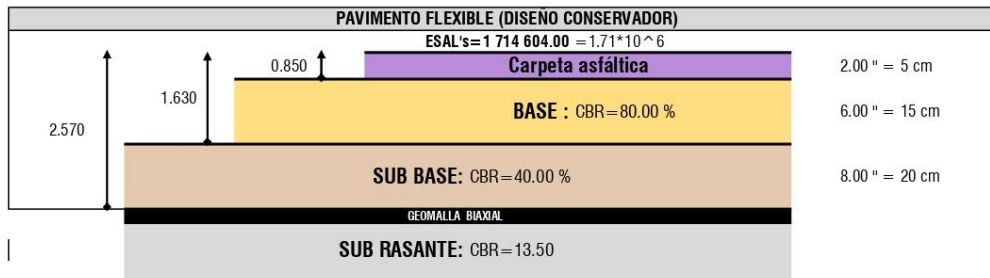 PAVIMENTO FLEXIBLE (DISEÑO CONSERVADOR)
ESAL's=1 714 604.00 =1.71*10^6
0.850
Carpeta asfáltica
2.00 " = 5 cm
1.630
BASE : CBR=80.00 %
6.00 " = 15 cm
2.570
SUB BASE: CBR=40.00 %
8.00 " = 20 cm
GEOMALLA BIAXIAL
SUB RASANTE: CBR=13.50